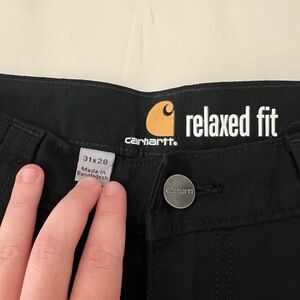 carhartt.
relaxed fit
31x28
Made in
Bangladesh
carhartt